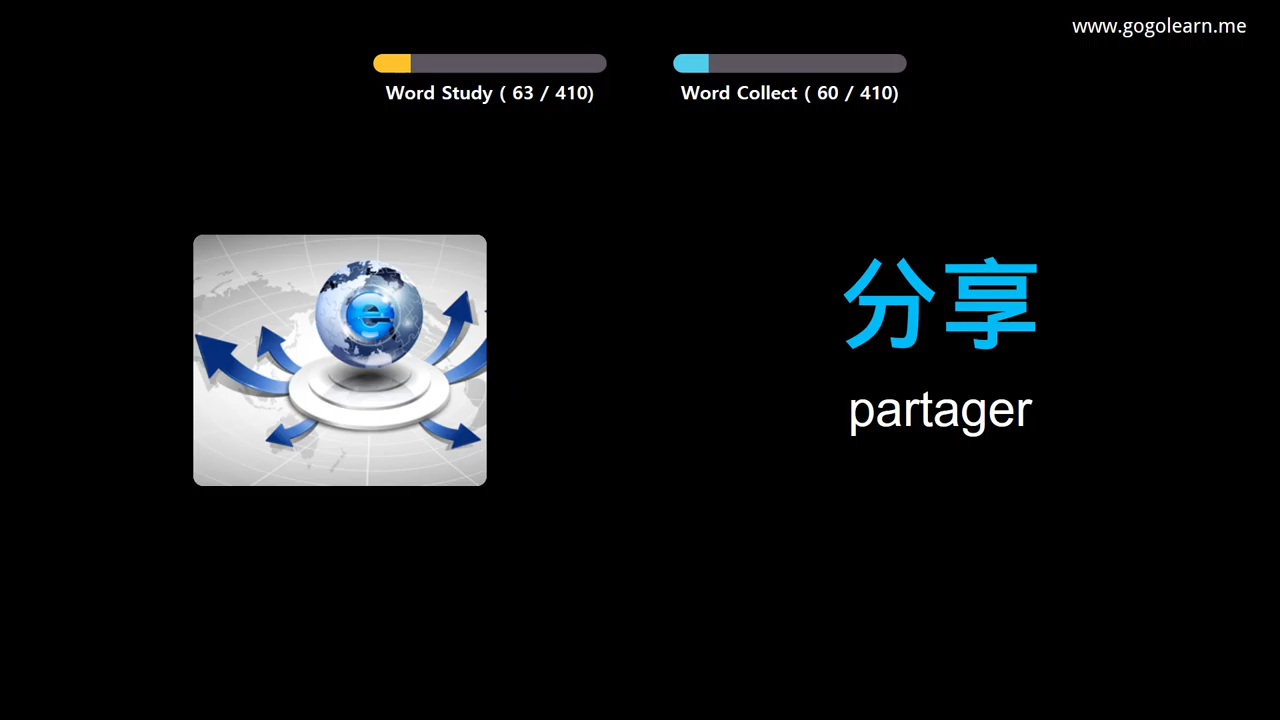 www.gogolearn.me
Word Study ( 63 / 410)
Word Collect ( 60 / 410)
e
分享
partager